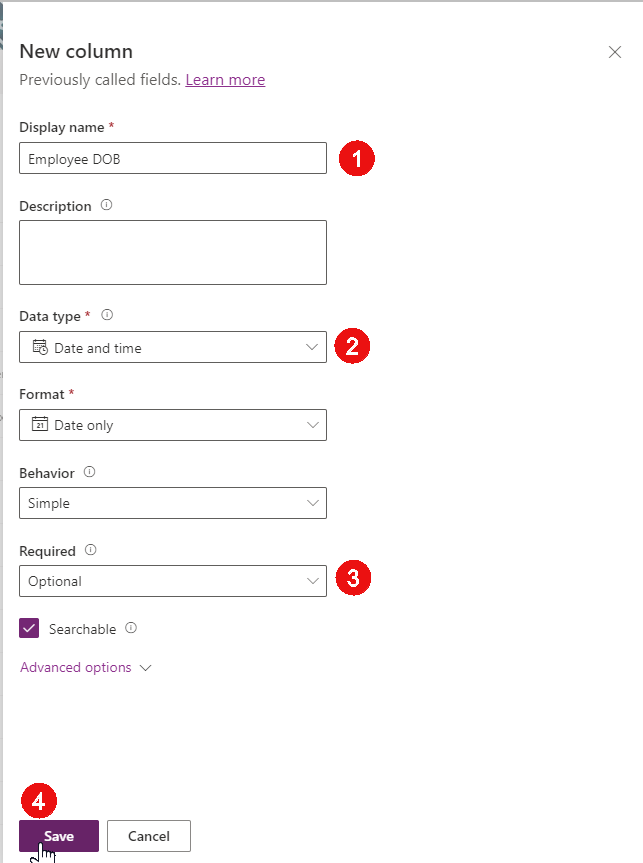 New column
Previously called fields. Learn more
Display name *
Employee DOB
1
Description
Data type *
Date and time
2
Format *
21
Date only
Behavior
Simple
Required
Optional
3
Searchable
Advanced options
4
Save
Cancel